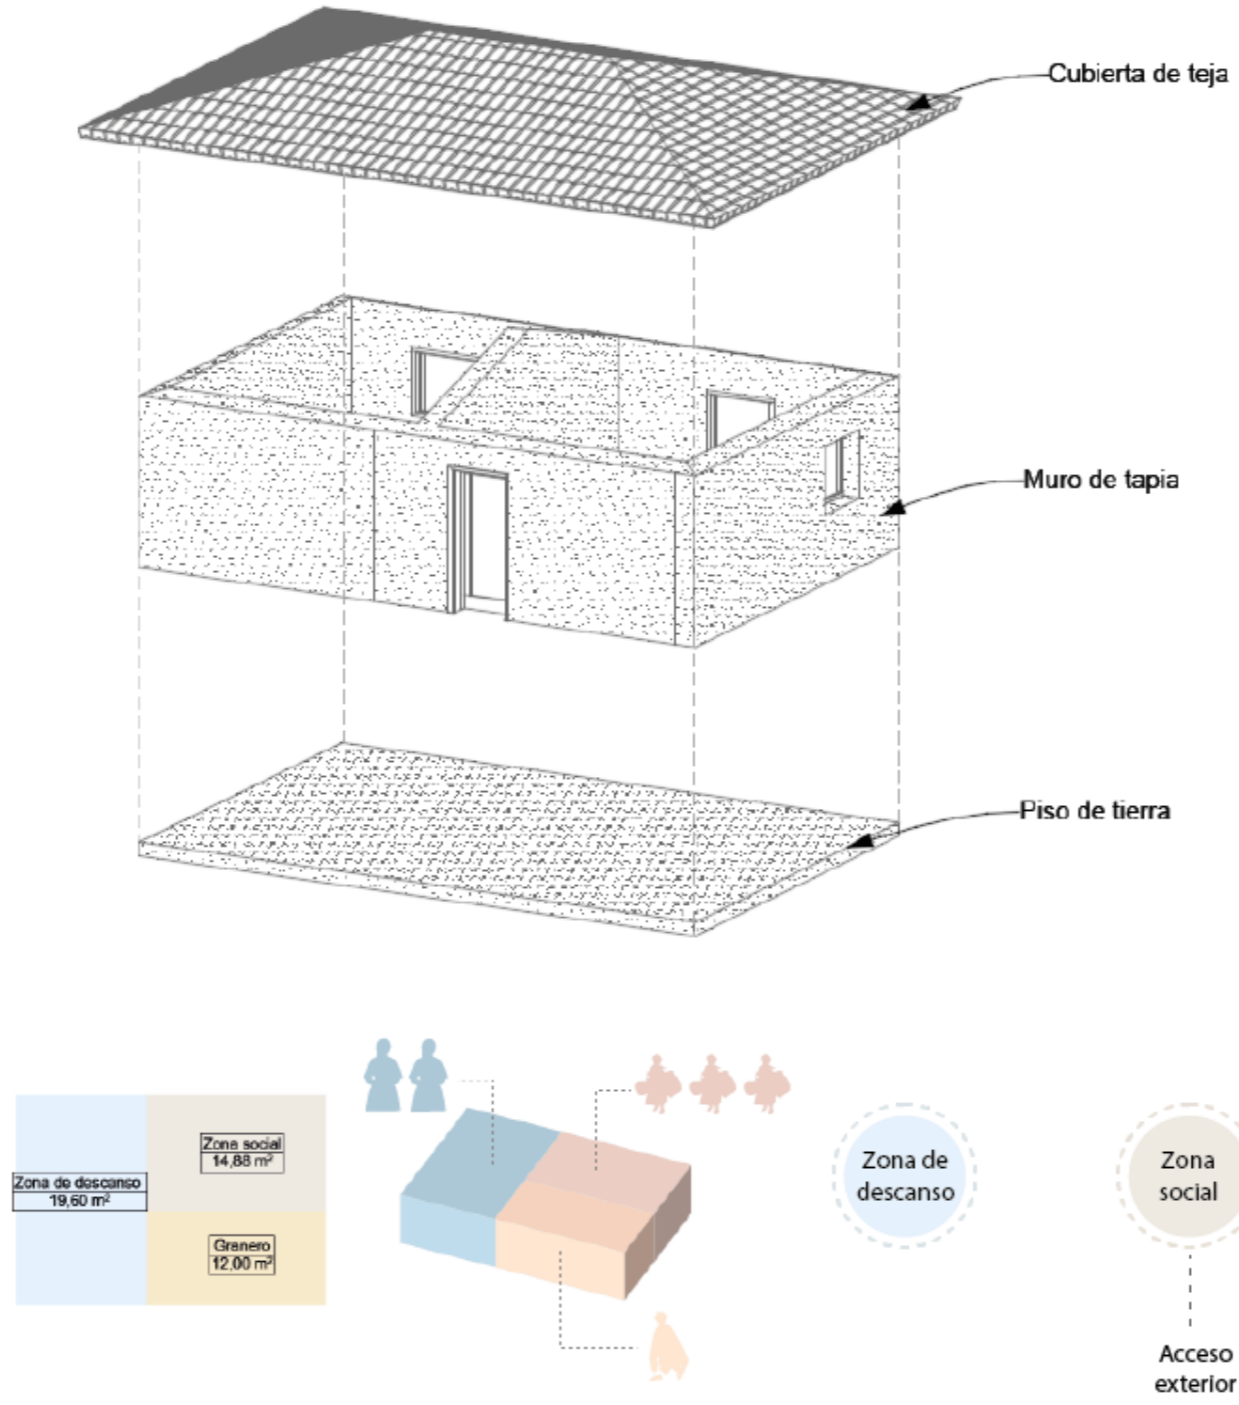 Cubierta de teja
Muro de tapia
Piso de tierra
Zona social
14,88 m²
Zona de descanso
19,60 m²
Granero
12,00 m²
Zona de
descanso
Zona
social
Acceso
exterior